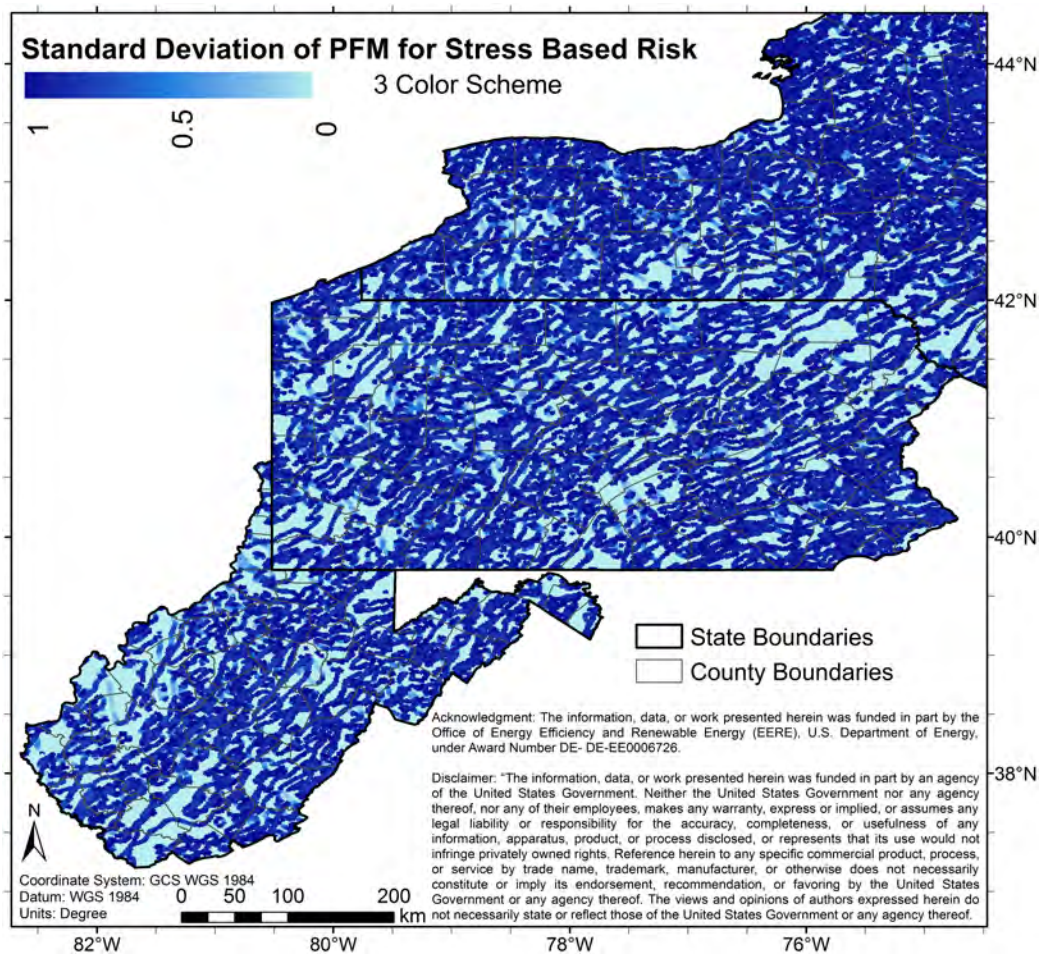 Standard Deviation of PFM for Stress Based Risk
3 Color Scheme
1
0.5
0
44°N
42°N
40°N
38°N
State Boundaries
County Boundaries
Acknowledgment: The information, data, or work presented herein was funded in part by the
Office of Energy Efficiency and Renewable Energy (EERE), U.S. Department of Energy,
under Award Number DE- DE-EE0006726.
Disclaimer: "The information, data, or work presented herein was funded in part by an agency
of the United States Government. Neither the United States Government nor any agency
thereof, nor any of their employees, makes any warranty, express or implied, or assumes any
legal liability or responsibility for the accuracy, completeness, or usefulness of any
information, apparatus, product, or process disclosed, or represents that its use would not
infringe privately owned rights. Reference herein to any specific commercial product, process,
or service by trade name, trademark, manufacturer, or otherwise does not necessarily
constitute or imply its endorsement, recommendation, or favoring by the United States
Government or any agency thereof. The views and opinions of authors expressed herein do
not necessarily state or reflect those of the United States Government or any agency thereof.
N
Coordinate System: GCS WGS 1984
Datum: WGS 1984
Units: Degree
0 50 100 200
km
82°W
80°W
78°W
76°W